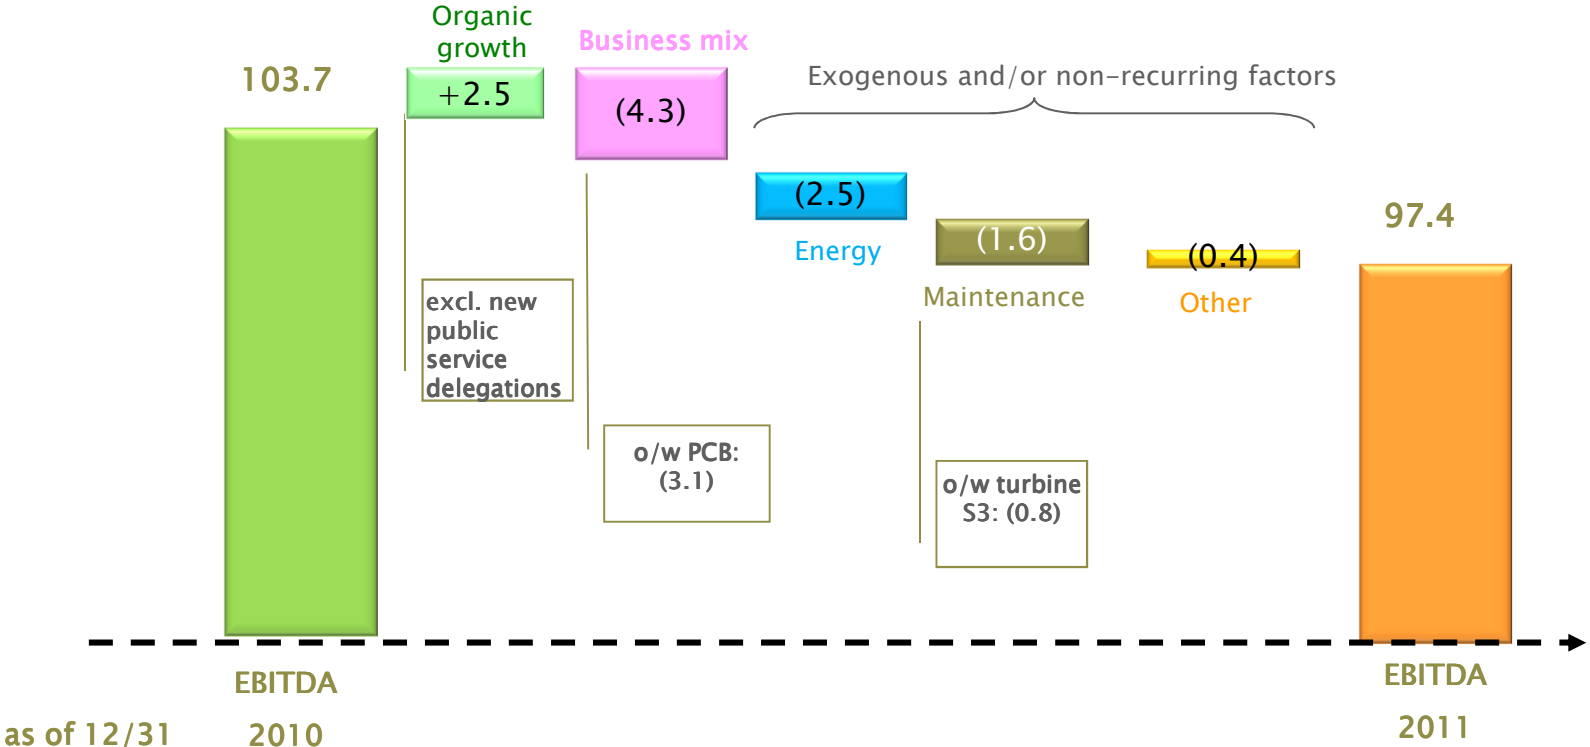 Organic
growth
Business mix
103.7
+2.5
(4.3)
Exogenous and/or non-recurring factors
(2.5)
Energy
(1.6)
Maintenance
(0.4)
Other
97.4
excl. new
public
service
delegations
o/w PCB:
(3.1)
o/w turbine
S3: (0.8)
EBITDA
2010
EBITDA
2011
as of 12/31